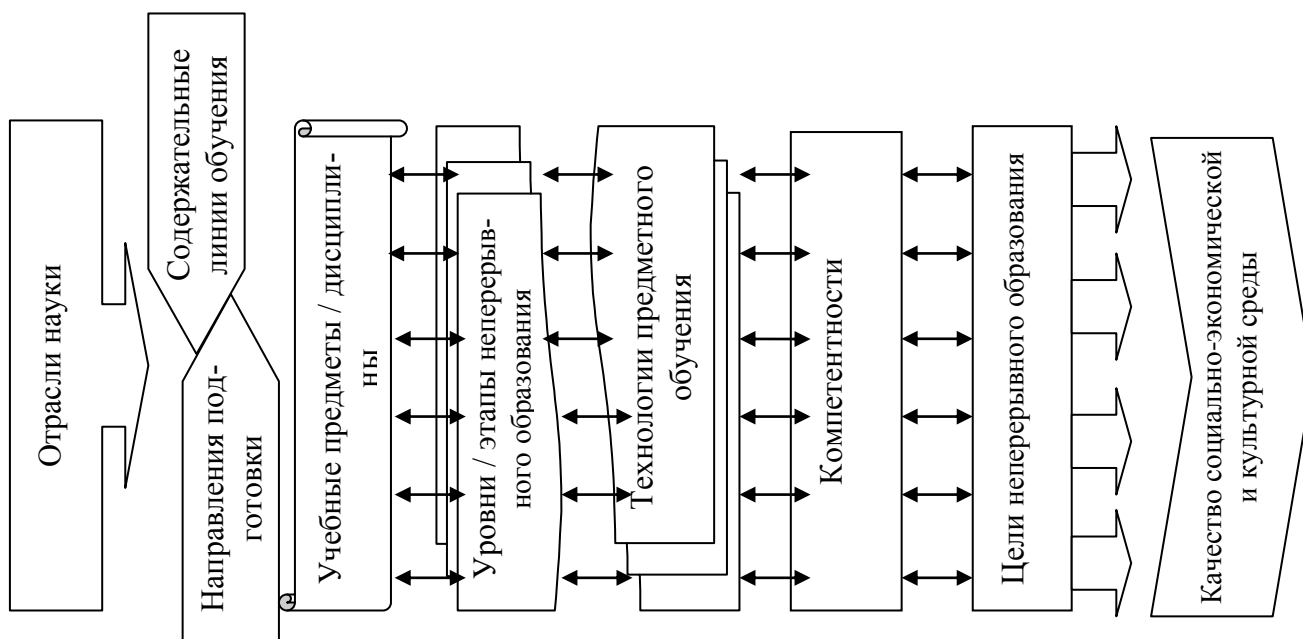 Отрасли науки
Содержательные
линии обучения
Направления под-
готовки
Учебные предметы / дисципли-
ны
Уровни / этапы непрерыв-
ного образования
Технологии предметного
обучения
Компетентности
Цели непрерывного образования
Качество социально-экономической
и культурной среды